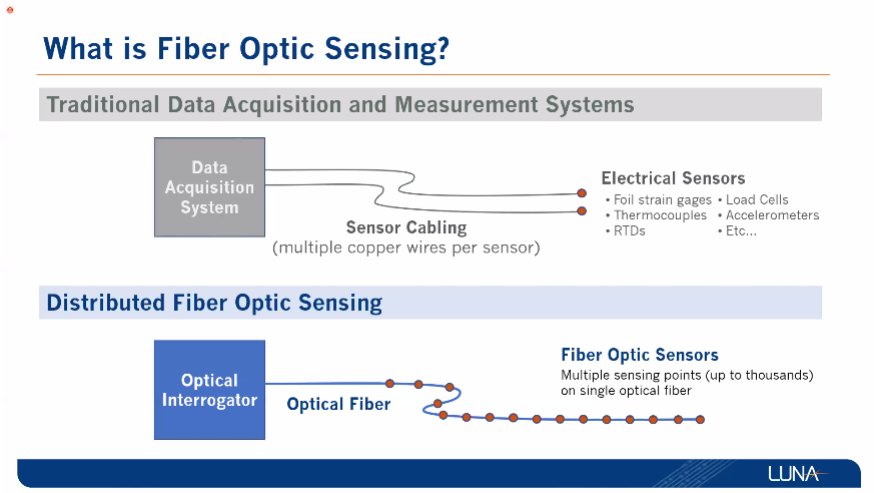 What is Fiber Optic Sensing?
Traditional Data Acquisition and Measurement Systems
Data
Acquisition
System
Sensor Cabling
(multiple copper wires per sensor)
Electrical Sensors
• Foil strain gages • Load Cells
• Thermocouples • Accelerometers
• RTDs • Etc...
Distributed Fiber Optic Sensing
Optical
Interrogator
Optical Fiber
Fiber Optic Sensors
Multiple sensing points (up to thousands)
on single optical fiber
LUNA